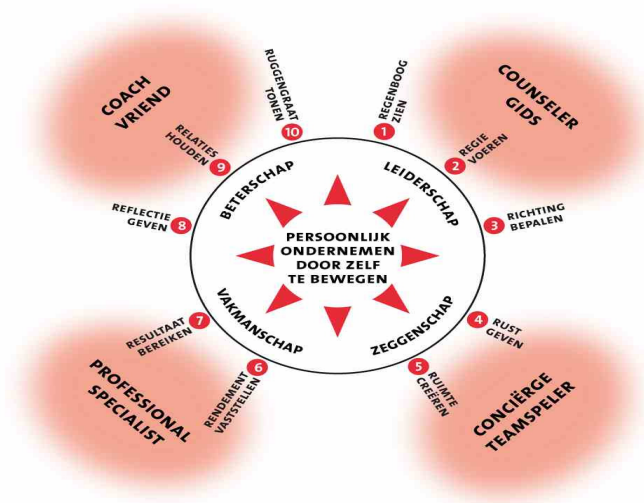 COACH
VRIEND
COUNSELER
GIDS
PROFESSIONAL
SPECIALIST
CONCIËRGE
TEAMSPELER
1
REGENBOOG
ZIEN
2
REGIE
VOEREN
3
RICHTING
BEPALEN
4
RUST
GEVEN
5
RUIMTE
CREËREN
6
RENDEMENT
VASTSTELLEN
7
RESULTAAT
BEREIKEN
8
REFLECTIE
GEVEN
9
RELATIES
HOUDEN
10
RUGGENGRAAT
TONEN
BETERSCHAP
LEIDERSCHAP
ZEGGENSCHAP
VAKMANSCHAP
PERSOONLIJK
ONDERNEMEN
DOOR ZELF
TE BEWEGEN